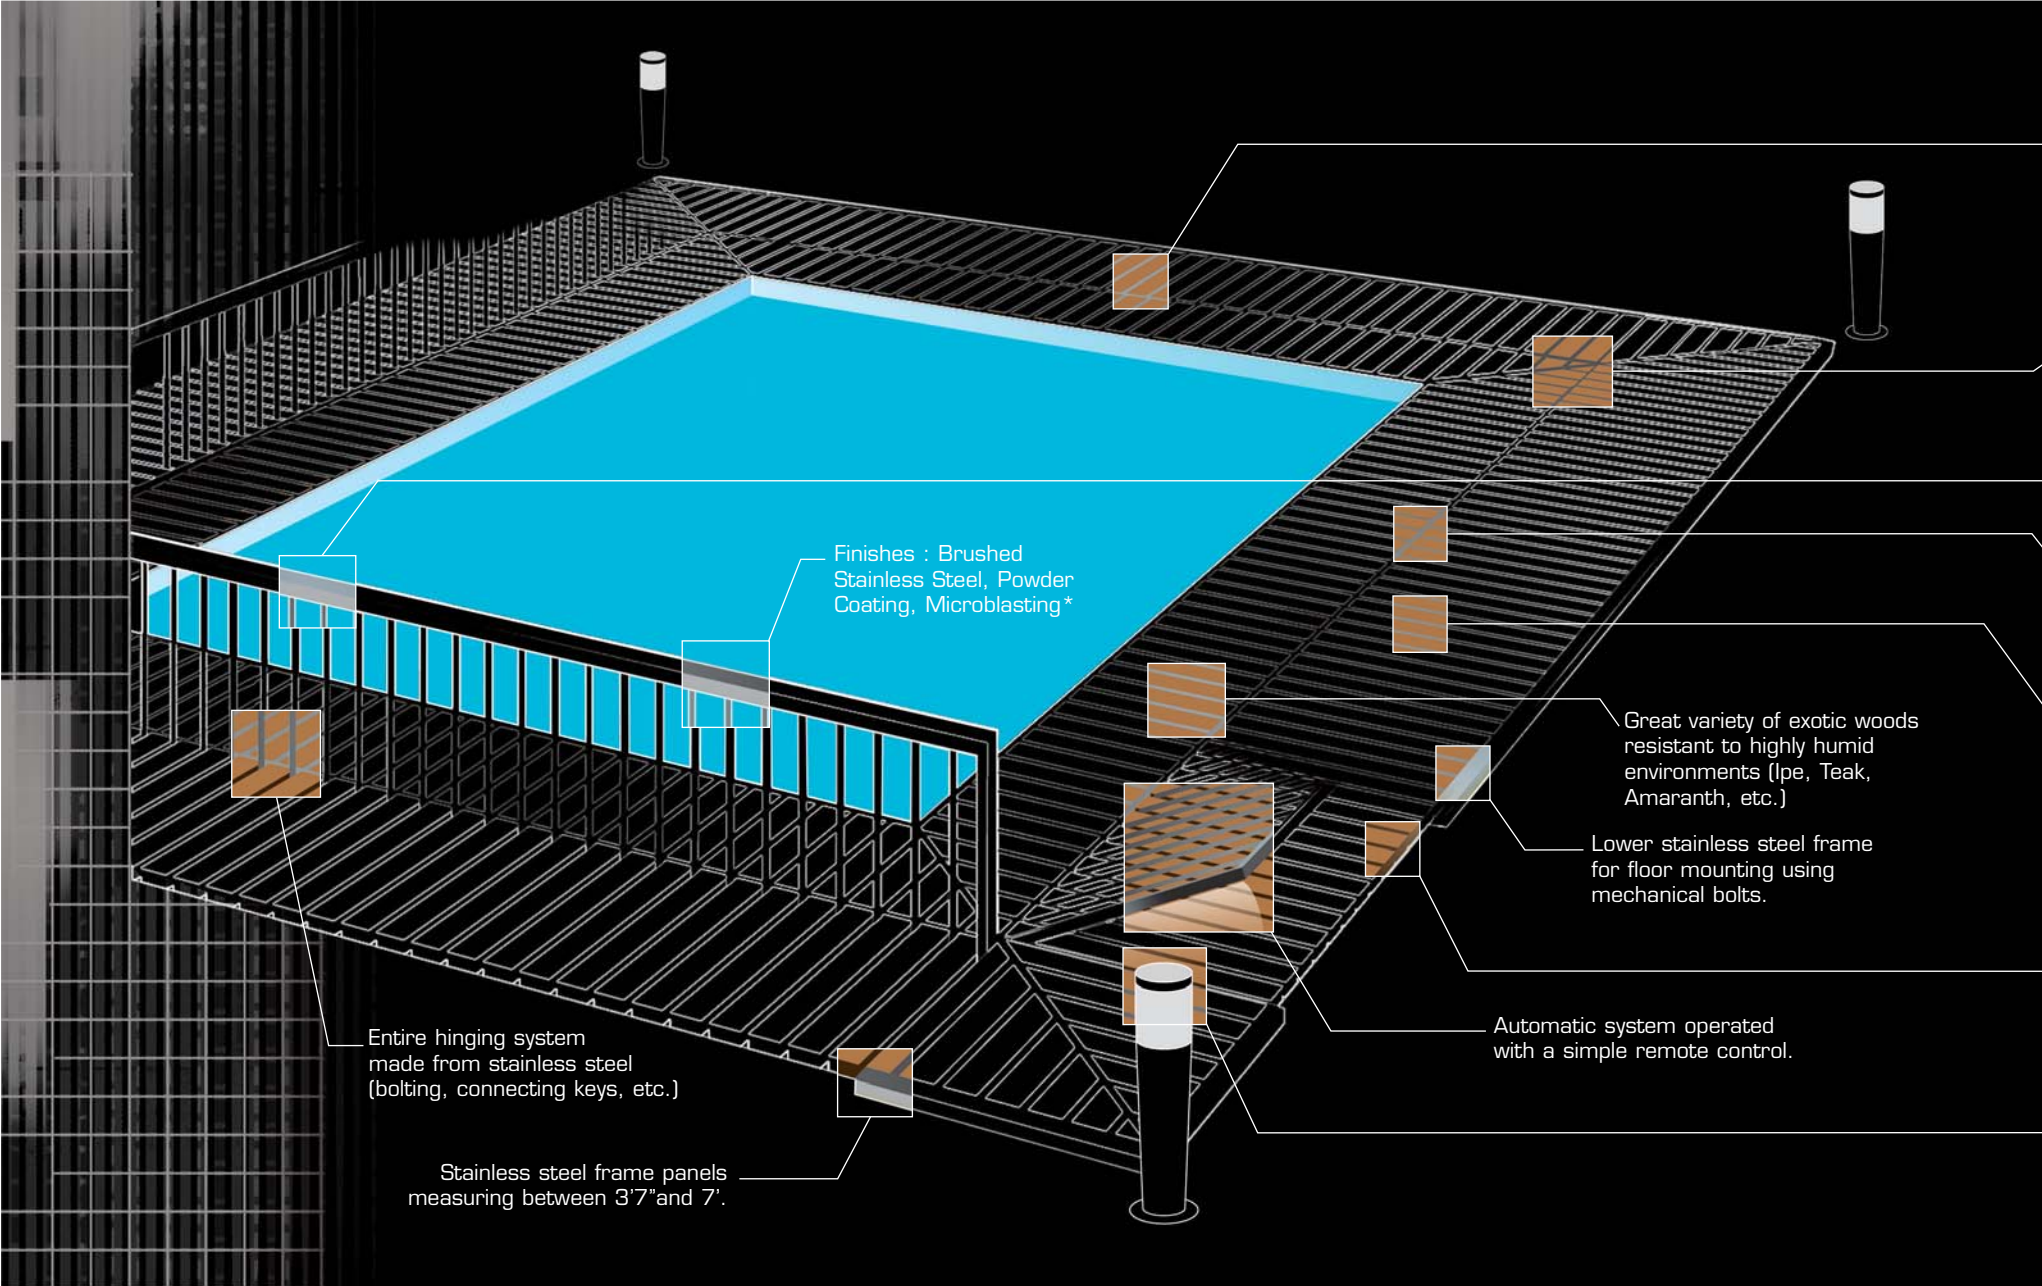 Finishes : Brushed
Stainless Steel, Powder
Coating, Microblasting*
Great variety of exotic woods
resistant to highly humid
environments (Ipe, Teak,
Amaranth, etc.)
Lower stainless steel frame
for floor mounting using
mechanical bolts.
Automatic system operated
with a simple remote control.
Entire hinging system
made from stainless steel
(bolting, connecting keys, etc.)
Stainless steel frame panels
measuring between 3'7"and 7'.